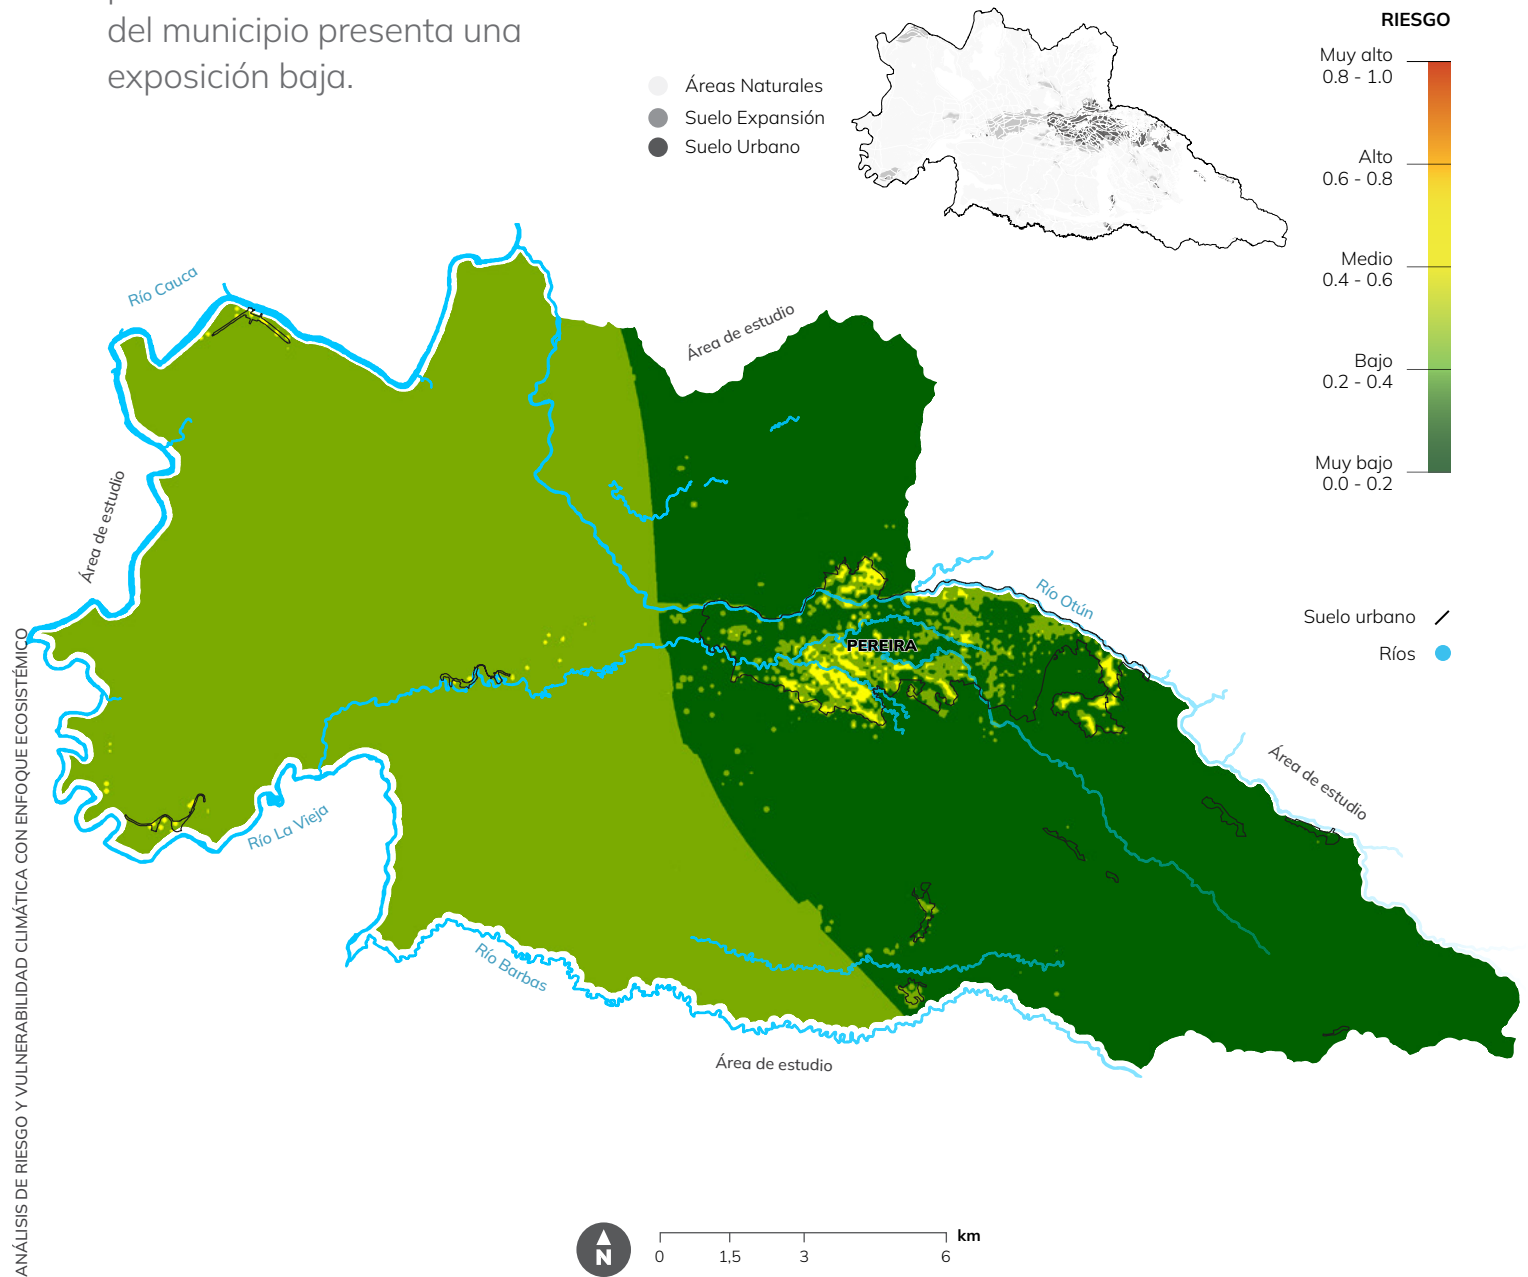 del municipio presenta una
exposición baja.
Áreas Naturales
Suelo Expansión
Suelo Urbano
RIESGO
Muy alto
0.8 - 1.0
Alto
0.6 - 0.8
Medio
0.4 - 0.6
Bajo
0.2 - 0.4
Muy bajo
0.0 - 0.2
Río Cauca
Área de estudio
Área de estudio
Río Otún
PEREIRA
Suelo urbano
Ríos
Área de estudio
Río La Vieja
Río Barbas
Área de estudio
ANÁLISIS DE RIESGO Y VULNERABILIDAD CLIMÁTICA CON ENFOQUE ECOSISTÉMICO
N
km
0 1,5 3 6